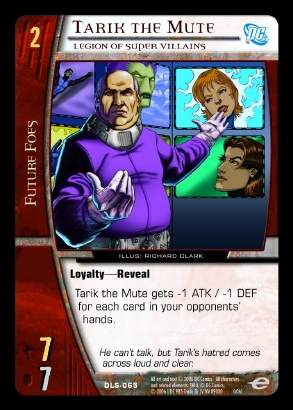 2
TARIK THE MUTE
LEGION OF SUPER VILLAINS
DC
FUTURE FOES
ILLUS: RICHARD CLARK
Loyalty—Reveal
Tarik the Mute gets -1 ATK / -1 DEF
for each card in your opponents'
hands.
He can't talk, but Tarik's hatred comes
across loud and clear.
7
7
DLS-065